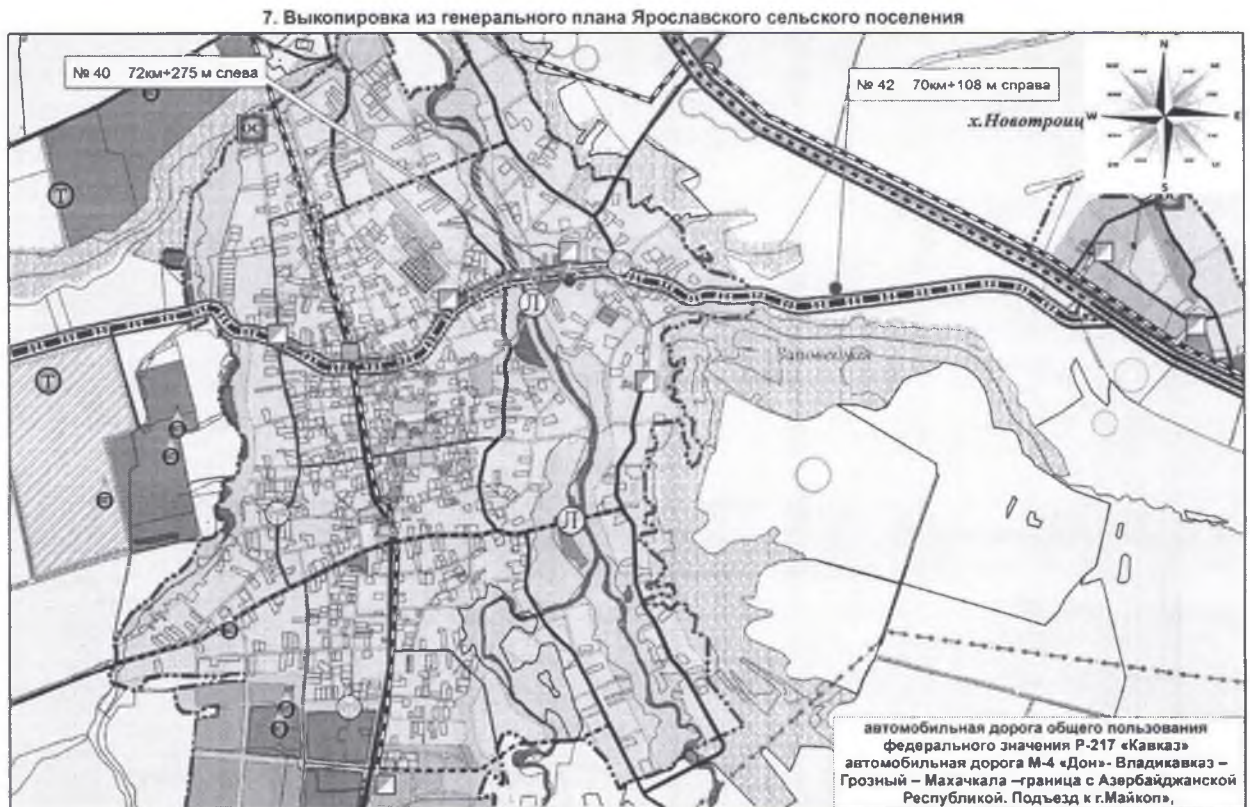 7. Выкопировка из генерального плана Ярославского сельского поселения
№ 40 72км+275 м слева
№ 42 70км+108 м справа
N
х.Новотроиц
W
E
S
ОС
Т
Т
Л
Л
автомобильная дорога общего пользования
федерального значения Р-217 «Кавказ»
автомобильная дорога М-4 «Дон»- Владикавказ –
Грозный – Махачкала –граница с Азербайджанской
Республикой. Подъезд к г.Майкоп»,